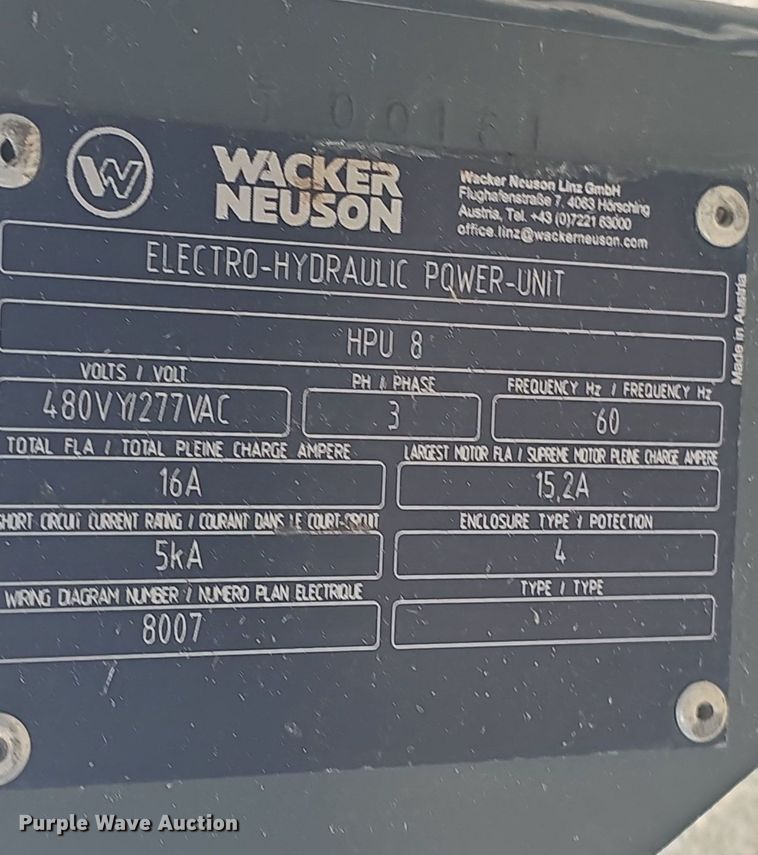 WACKER
NEUSON
Wacker Neuson Linz GmbH
Flughafenstraße 7, 4063 Hörsching
Austria, Tel. +43 (0)7221 63000
office.linz@wackerneuson.com
ELECTRO-HYDRAULIC POWER-UNIT
Made in Austria
HPU 8
VOLTS / VOLT
480VY/277VAC
PH & PHASE
3
FREQUENCY Hz / FREQUENCY Hz
60
TOTAL FLA / TOTAL PLEINE CHARGE AMPERE
16A
LARGEST MOTOR FLA / SUPREME MOTOR PLEINE CHARGE AMPERE
15,2A
SHORT CIRCUIT CURRENT RATING / COURANT DANS LE COURT-CIRCUIT
5kA
ENCLOSURE TYPE / POTECTION
4
WIRING DIAGRAM NUMBER / NUMERO PLAN ELECTRIQUE
8007
TYPE / TYPE
Purple Wave Auction